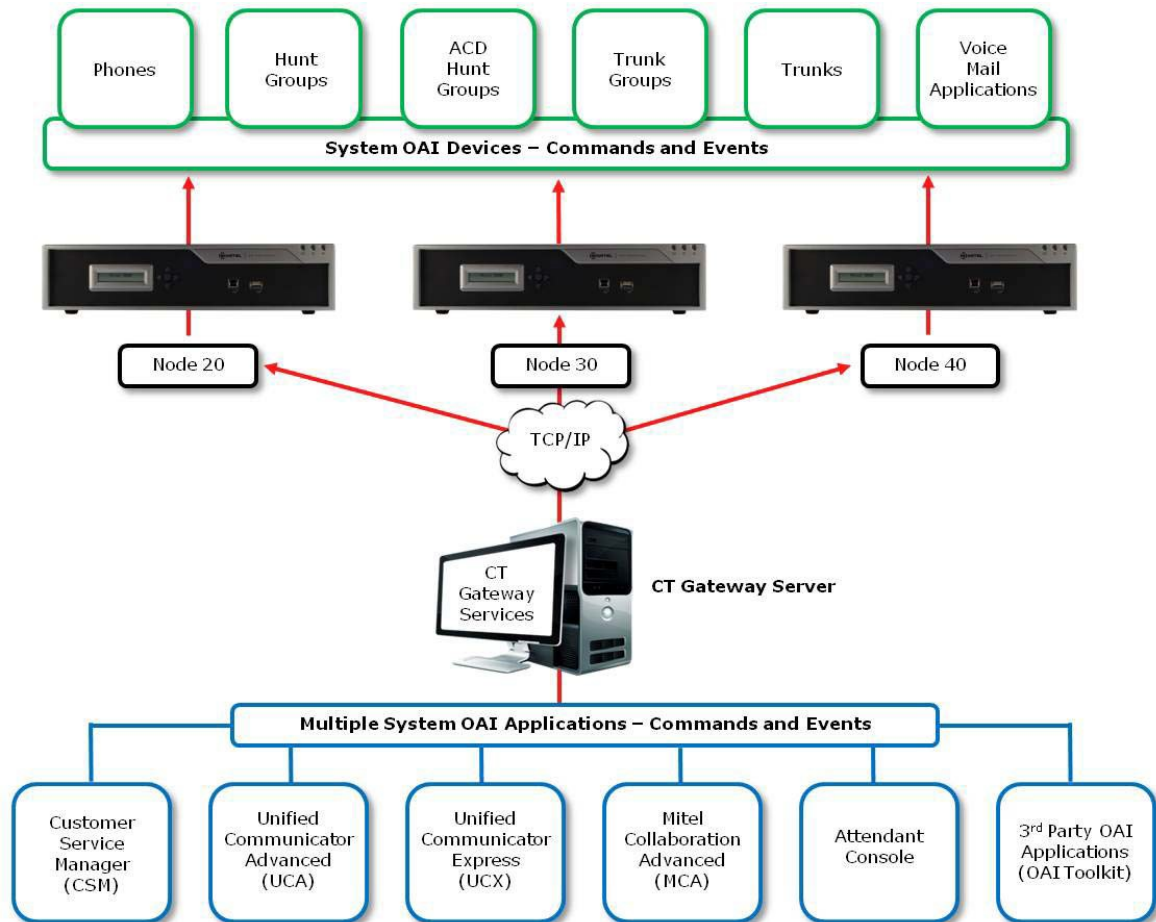 Phones
Hunt
Groups
ACD
Hunt
Groups
Trunk
Groups
Trunks
Voice
Mail
Applications
System OAI Devices – Commands and Events
MITEL
MITEL
MITEL
Node 20
Node 30
Node 40
TCP/IP
CT
Gateway
Services
CT Gateway Server
Multiple System OAI Applications – Commands and Events
Customer
Service
Manager
(CSM)
Unified
Communicator
Advanced
(UCA)
Unified
Communicator
Express
(UCX)
Mitel
Collaboration
Advanced
(MCA)
Attendant
Console
3rd Party OAI
Applications
(OAI Toolkit)